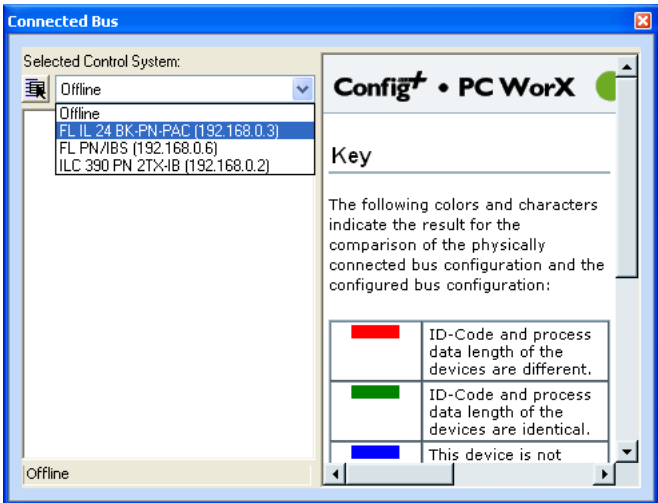 Connected Bus
Selected Control System:
Offline
Offline
FL IL 24 BK-PN-PAC (192.168.0.3)
FL PN/IBS (192.168.0.6)
ILC 390 PN 2TX-IB (192.168.0.2)
Offline
Config+ • PC WorX
Key
The following colors and characters
indicate the result for the
comparison of the physically
connected bus configuration and the
configured bus configuration:
ID-Code and process
data length of the
devices are different.
ID-Code and process
data length of the
devices are identical.
This device is not